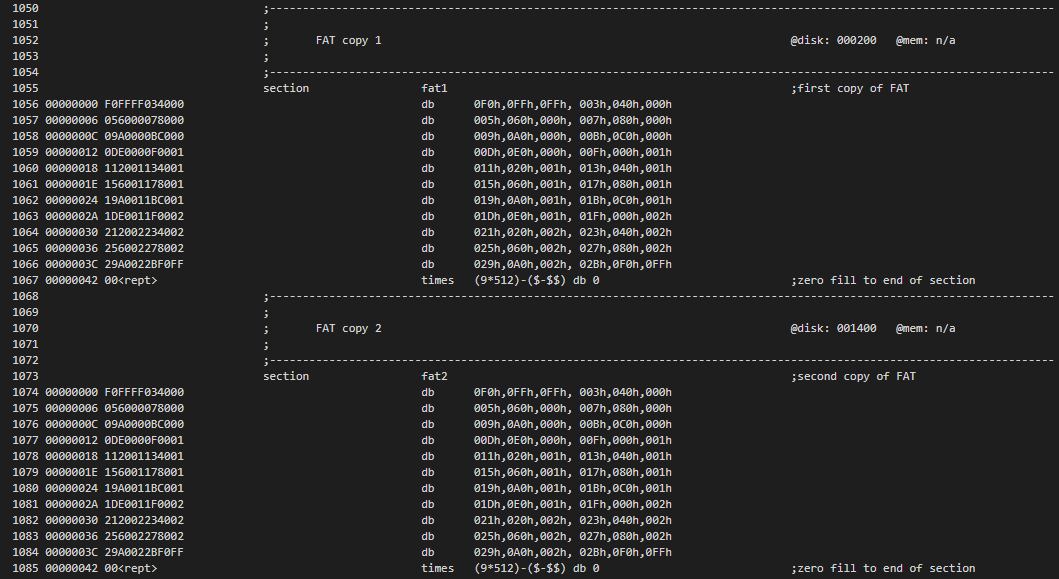 1050 ;-----------------------------------------------------------------------------------------------------------------------
1051 ;
1052 ; FAT copy 1 @disk: 000200 @mem: n/a
1053 ;
1054 ;-----------------------------------------------------------------------------------------------------------------------
1055 section fat1 ;first copy of FAT
1056 00000000 F0FFFF034000 db 0F0h,0FFh,0FFh, 003h,040h,000h
1057 00000006 056000078000 db 005h,060h,000h, 007h,080h,000h
1058 0000000C 09A0000BC000 db 009h,0A0h,000h, 00Bh,0C0h,000h
1059 00000012 0DE0000F0001 db 00Dh,0E0h,000h, 00Fh,000h,001h
1060 00000018 112001134001 db 011h,020h,001h, 013h,040h,001h
1061 0000001E 156001178001 db 015h,060h,001h, 017h,080h,001h
1062 00000024 19A0011BC001 db 019h,0A0h,001h, 01Bh,0C0h,001h
1063 0000002A 1DE0011F0002 db 01Dh,0E0h,001h, 01Fh,000h,002h
1064 00000030 212002234002 db 021h,020h,002h, 023h,040h,002h
1065 00000036 256002278002 db 025h,060h,002h, 027h,080h,002h
1066 0000003C 29A0022BF0FF db 029h,0A0h,002h, 02Bh,0F0h,0FFh
1067 00000042 00<rept> times (9*512)-($-$$) db 0 ;zero fill to end of section
1068 ;-----------------------------------------------------------------------------------------------------------------------
1069 ;
1070 ; FAT copy 2 @disk: 001400 @mem: n/a
1071 ;
1072 ;-----------------------------------------------------------------------------------------------------------------------
1073 section fat2 ;second copy of FAT
1074 00000000 F0FFFF034000 db 0F0h,0FFh,0FFh, 003h,040h,000h
1075 00000006 056000078000 db 005h,060h,000h, 007h,080h,000h
1076 0000000C 09A0000BC000 db 009h,0A0h,000h, 00Bh,0C0h,000h
1077 00000012 0DE0000F0001 db 00Dh,0E0h,000h, 00Fh,000h,001h
1078 00000018 112001134001 db 011h,020h,001h, 013h,040h,001h
1079 0000001E 156001178001 db 015h,060h,001h, 017h,080h,001h
1080 00000024 19A0011BC001 db 019h,0A0h,001h, 01Bh,0C0h,001h
1081 0000002A 1DE0011F0002 db 01Dh,0E0h,001h, 01Fh,000h,002h
1082 00000030 212002234002 db 021h,020h,002h, 023h,040h,002h
1083 00000036 256002278002 db 025h,060h,002h, 027h,080h,002h
1084 0000003C 29A0022BF0FF db 029h,0A0h,002h, 02Bh,0F0h,0FFh
1085 00000042 00<rept> times (9*512)-($-$$) db 0 ;zero fill to end of section